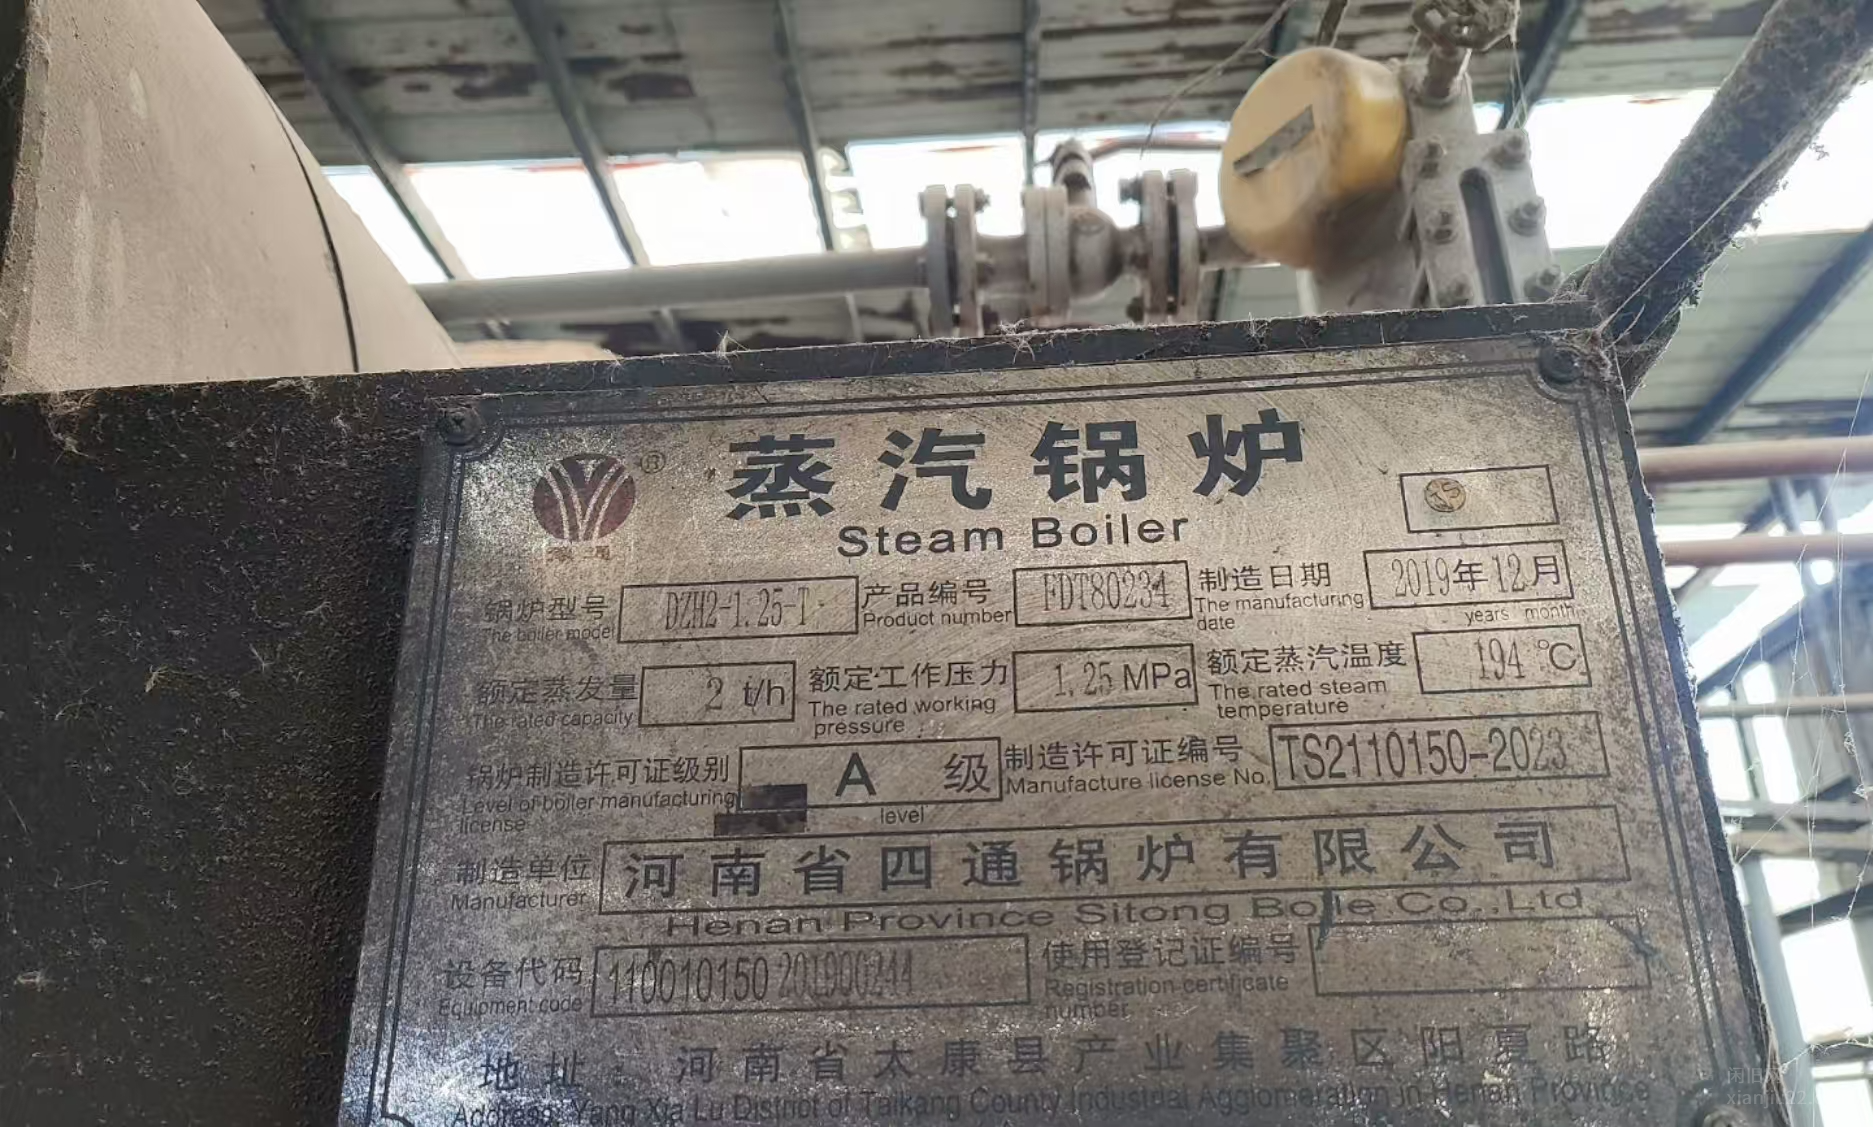 ®
蒸汽锅炉
Steam Boiler
锅炉型号 DZH2-1.25-T 产品编号 FDT80234 制造日期 2019年12月
The boiler model Product number The manufacturing date years month
额定蒸发量 2 t/h 额定工作压力 1.25 MPa 额定蒸汽温度 194 ℃
The rated capacity The rated working pressure The rated steam temperature
锅炉制造许可证级别 A 级 制造许可证编号 TS2110150-2023
Level of boiler manufacturing license level Manufacture license No.
制造单位 河南省四通锅炉有限公司
Manufacturer Henan Province Sitong Boile Co.,Ltd
设备代码 110010150201900244 使用登记证编号
Equipment code Registration certificate number
地址: 河南省太康县产业集聚区阳夏路
Address: Yang Xia Lu District of Taikang County Industrial Agglomeration in Henan Province